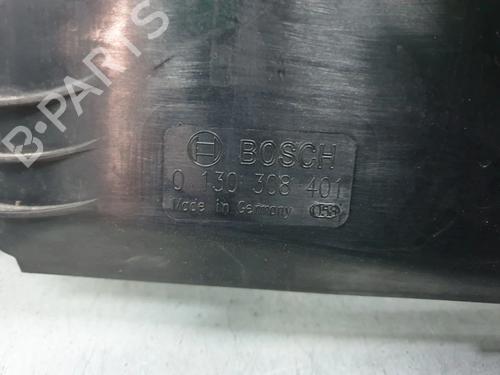 B-PARTS
BOSCH
0 130 308 401
Made in Germany